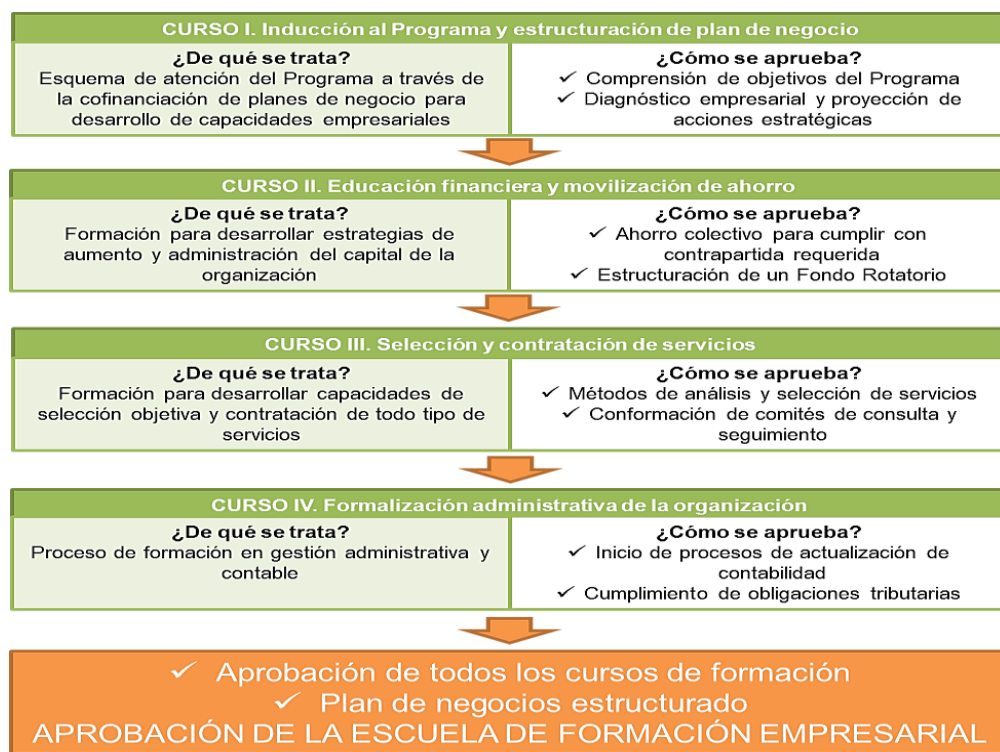 CURSO I. Inducción al Programa y estructuración de plan de negocio
¿De qué se trata?
Esquema de atención del Programa a través de
la cofinanciación de planes de negocio para
desarrollo de capacidades empresariales
¿Cómo se aprueba?
✓ Comprensión de objetivos del Programa
✓ Diagnóstico empresarial y proyección de
acciones estratégicas
CURSO II. Educación financiera y movilización de ahorro
¿De qué se trata?
Formación para desarrollar estrategias de
aumento y administración del capital de la
organización
¿Cómo se aprueba?
✓ Ahorro colectivo para cumplir con
contrapartida requerida
✓ Estructuración de un Fondo Rotatorio
CURSO III. Selección y contratación de servicios
¿De qué se trata?
Formación para desarrollar capacidades de
selección objetiva y contratación de todo tipo de
servicios
¿Cómo se aprueba?
✓ Métodos de análisis y selección de servicios
✓ Conformación de comités de consulta y
seguimiento
CURSO IV. Formalización administrativa de la organización
¿De qué se trata?
Proceso de formación en gestión administrativa y
contable
¿Cómo se aprueba?
✓ Inicio de procesos de actualización de
contabilidad
✓ Cumplimiento de obligaciones tributarias
✓ Aprobación de todos los cursos de formación
✓ Plan de negocios estructurado
APROBACIÓN DE LA ESCUELA DE FORMACIÓN EMPRESARIAL